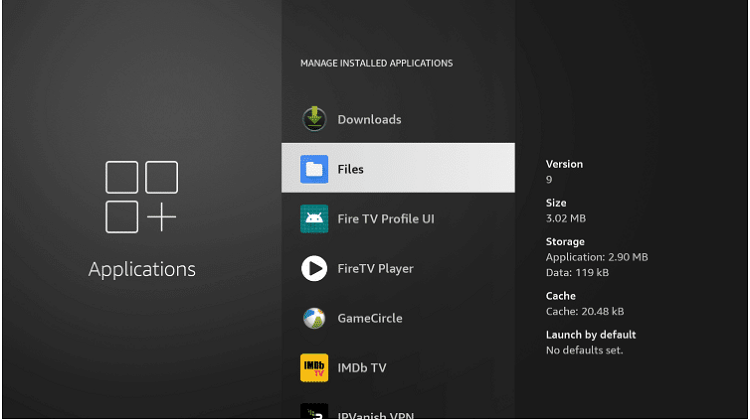 MANAGE INSTALLED APPLICATIONS
Downloads
Files
Fire TV Profile UI
FireTV Player
GameCircle
IMDb TV
IMDb TV
IPVanish VPN
Applications
Version
9
Size
3.02 MB
Storage
Application: 2.90 MB
Data: 119 kB
Cache
Cache: 20.48 kB
Launch by default
No defaults set.